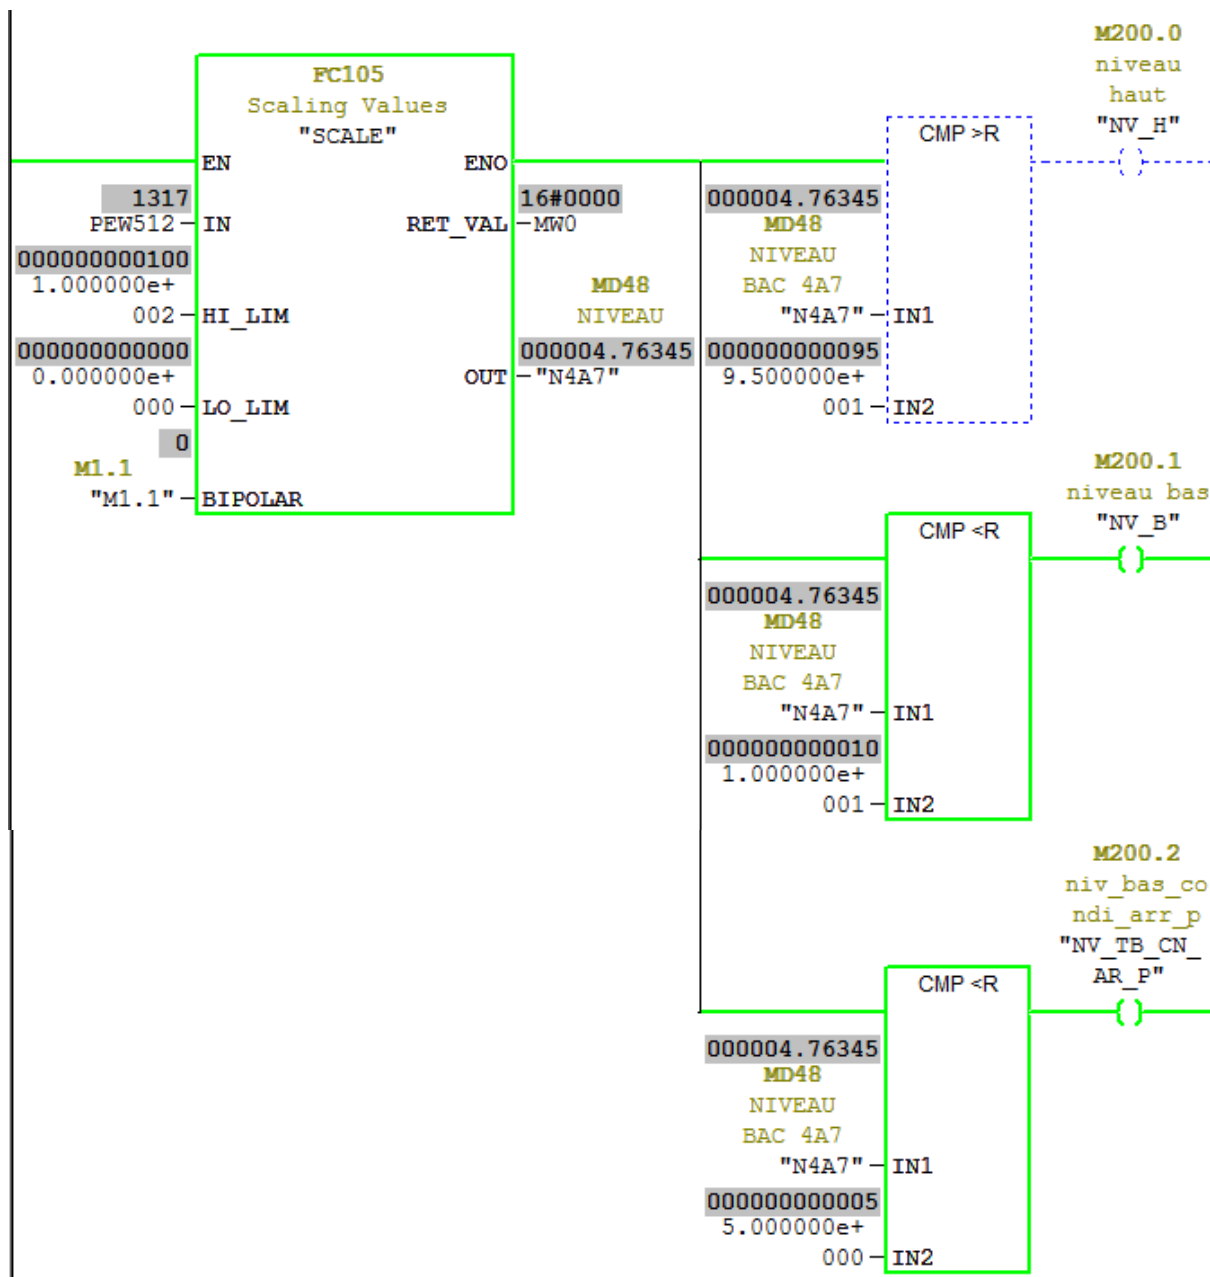 FC105
Scaling Values
"SCALE"
EN
ENO
1317
PEW512
IN
16#0000
RET_VAL
MW0
000000000100
1.000000e+
002
HI_LIM
MD48
NIVEAU
000000000000
0.000000e+
000
LO_LIM
000004.76345
OUT
"N4A7"
0
M1.1
"M1.1"
BIPOLAR
M200.0
niveau
haut
"NV_H"
CMP >R
000004.76345
MD48
NIVEAU
BAC 4A7
"N4A7"
IN1
000000000095
9.500000e+
001
IN2
M200.1
niveau bas
"NV_B"
CMP <R
000004.76345
MD48
NIVEAU
BAC 4A7
"N4A7"
IN1
000000000010
1.000000e+
001
IN2
M200.2
niv_bas_co
ndi_arr_p
"NV_TB_CN_
AR_P"
CMP <R
000004.76345
MD48
NIVEAU
BAC 4A7
"N4A7"
IN1
000000000005
5.000000e+
000
IN2